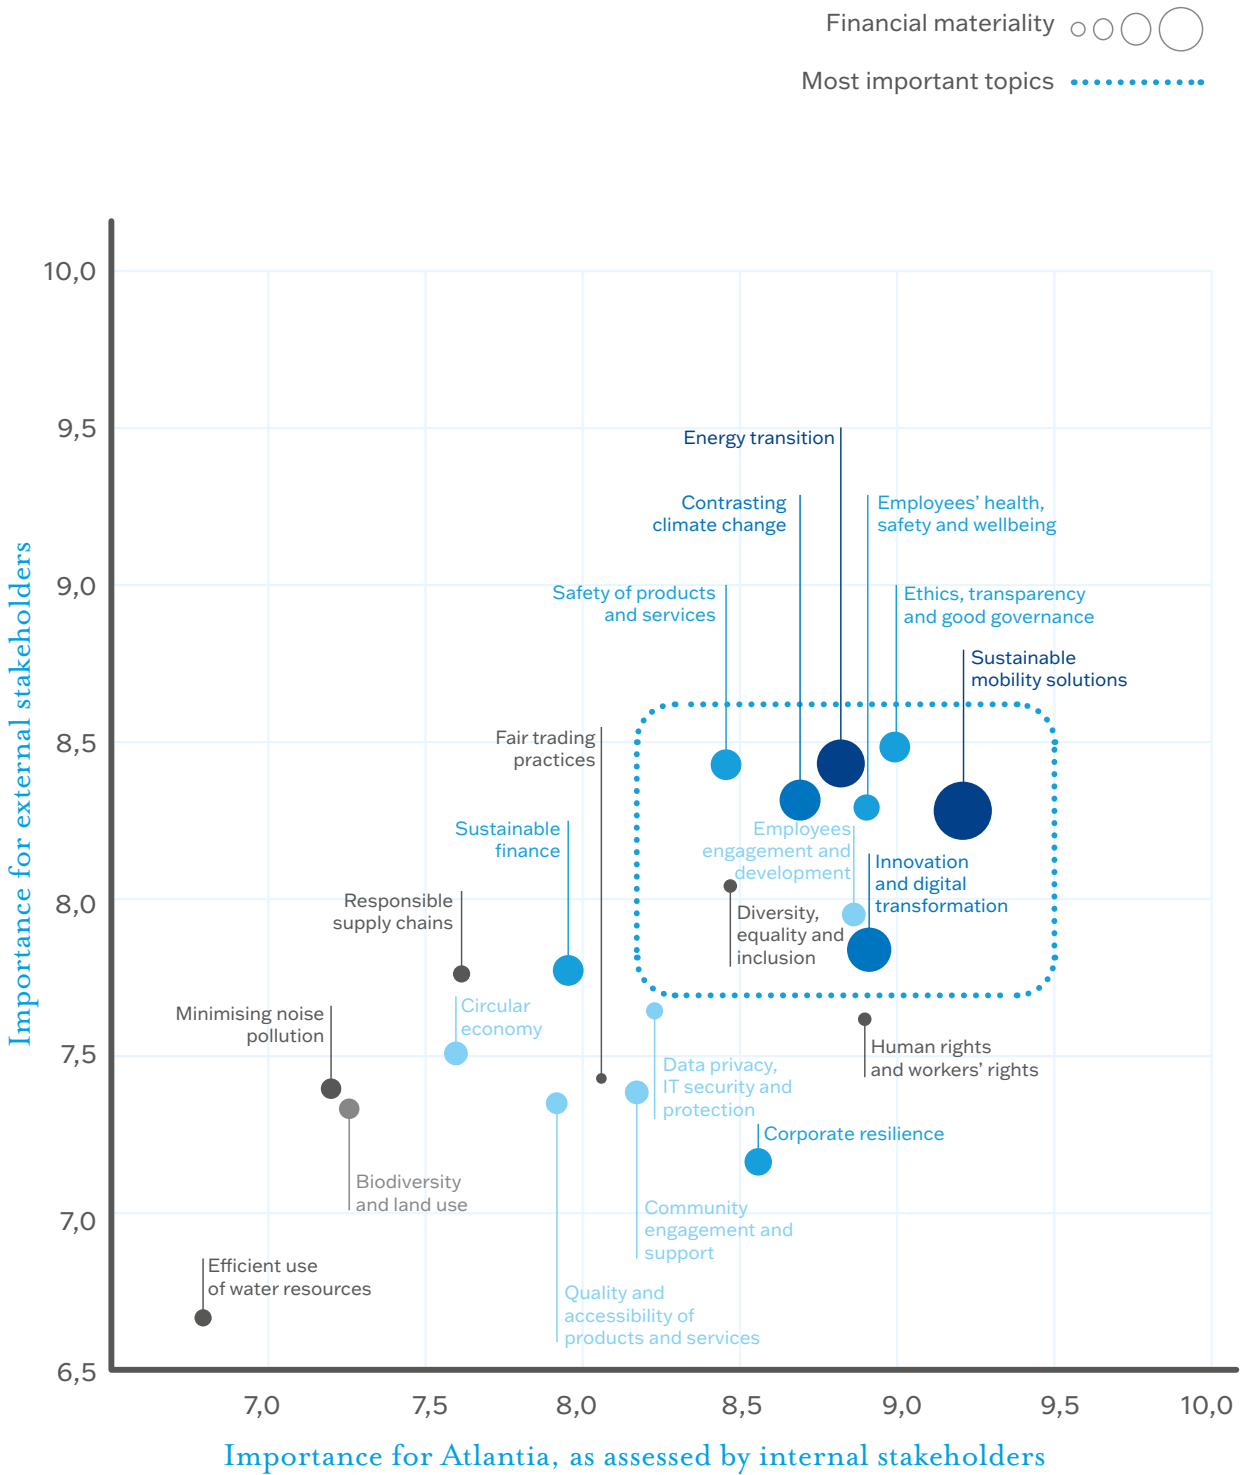 Financial materiality
Most important topics
Importance for external stakeholders
10,0
9,5
9,0
8,5
8,0
7,5
7,0
6,5
Energy transition
Contrasting
climate change
Employees’ health,
safety and wellbeing
Safety of products
and services
Ethics, transparency
and good governance
Sustainable
mobility solutions
Fair trading
practices
Sustainable
finance
Employees
engagement and
development
Innovation
and digital
transformation
Responsible
supply chains
Diversity,
equality and
inclusion
Minimising noise
pollution
Circular
economy
Human rights
and workers’ rights
Data privacy,
IT security and
protection
Corporate resilience
Biodiversity
and land use
Community
engagement and
support
Efficient use
of water resources
Quality and
accessibility of
products and services
7,0
7,5
8,0
8,5
9,0
9,5
10,0
Importance for Atlantia, as assessed by internal stakeholders